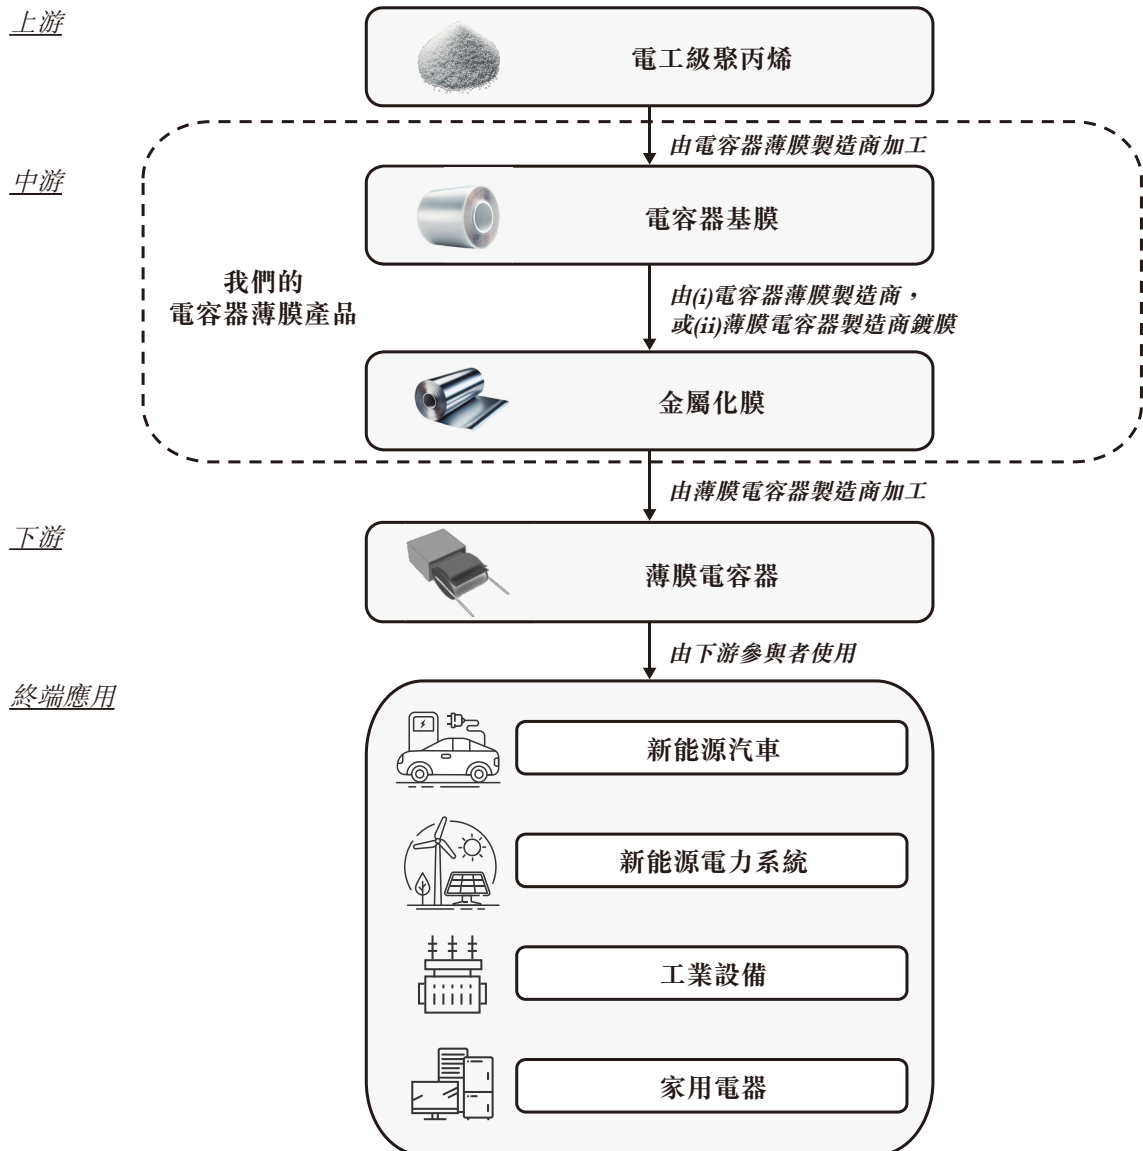 上游
電工級聚丙烯
由電容器薄膜製造商加工
中游
電容器基膜
我們的
電容器薄膜產品
由(i)電容器薄膜製造商，
或(ii)薄膜電容器製造商鍍膜
金屬化膜
由薄膜電容器製造商加工
下游
薄膜電容器
由下游參與者使用
終端應用
新能源汽車
新能源電力系統
工業設備
家用電器